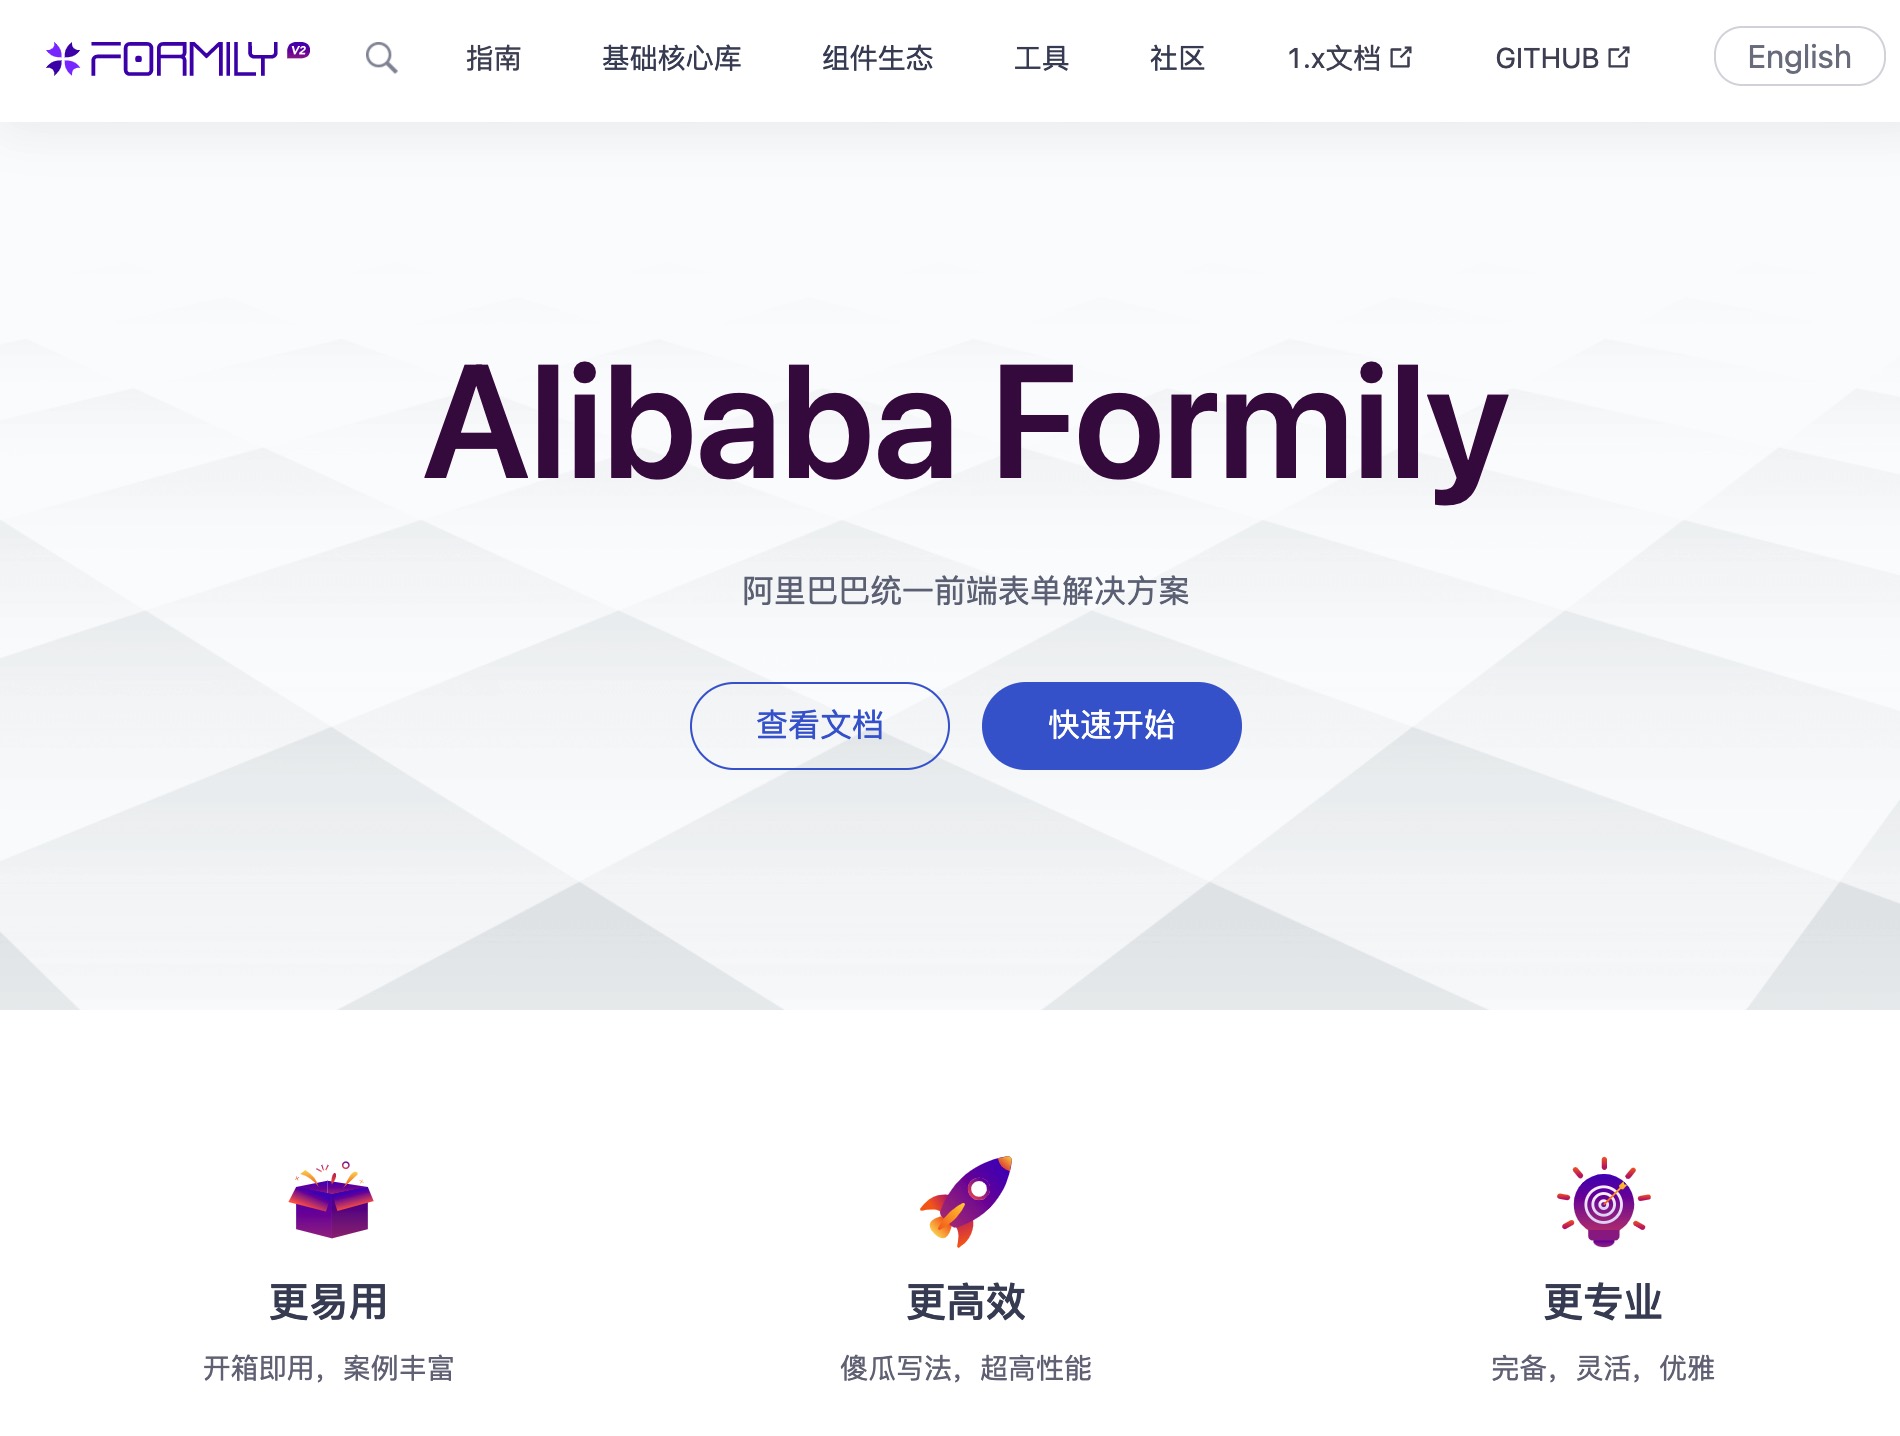 FORMILY V2 指南 基础核心库 组件生态 工具 社区 1.x文档 GITHUB English
Alibaba Formily
阿里巴巴统一前端表单解决方案
查看文档 快速开始
更易用 更高效 更专业
开箱即用，案例丰富 傻瓜写法，超高性能 完备，灵活，优雅